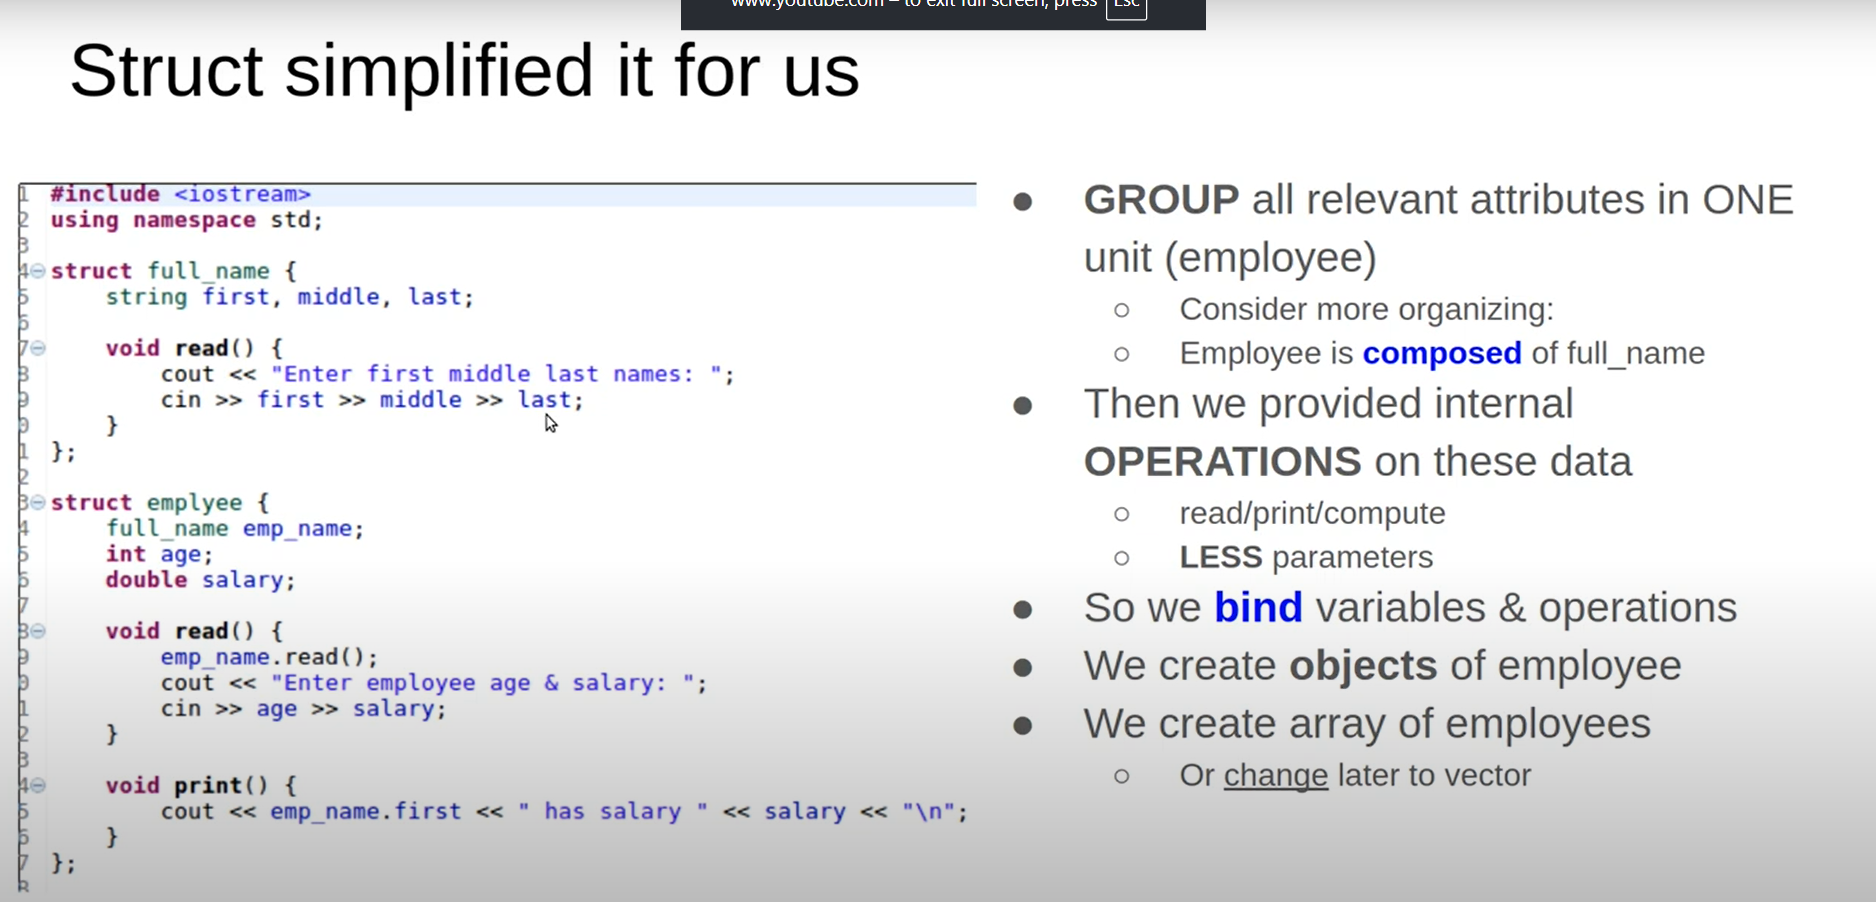 www.youtube.com – to exit full screen, press Esc
Struct simplified it for us
1 #include <iostream>
2 using namespace std;
3
4 struct full_name {
5 string first, middle, last;
6
7 void read() {
8 cout << "Enter first middle last names: ";
9 cin >> first >> middle >> last;
0 }
1 };
2
3 struct emplyee {
4 full_name emp_name;
5 int age;
6 double salary;
7
8 void read() {
9 emp_name.read();
0 cout << "Enter employee age & salary: ";
1 cin >> age >> salary;
2 }
3
4 void print() {
5 cout << emp_name.first << " has salary " << salary << "\n";
6 }
7 };
8
● GROUP all relevant attributes in ONE
unit (employee)
○ Consider more organizing:
○ Employee is composed of full_name
● Then we provided internal
OPERATIONS on these data
○ read/print/compute
○ LESS parameters
● So we bind variables & operations
● We create objects of employee
● We create array of employees
○ Or change later to vector